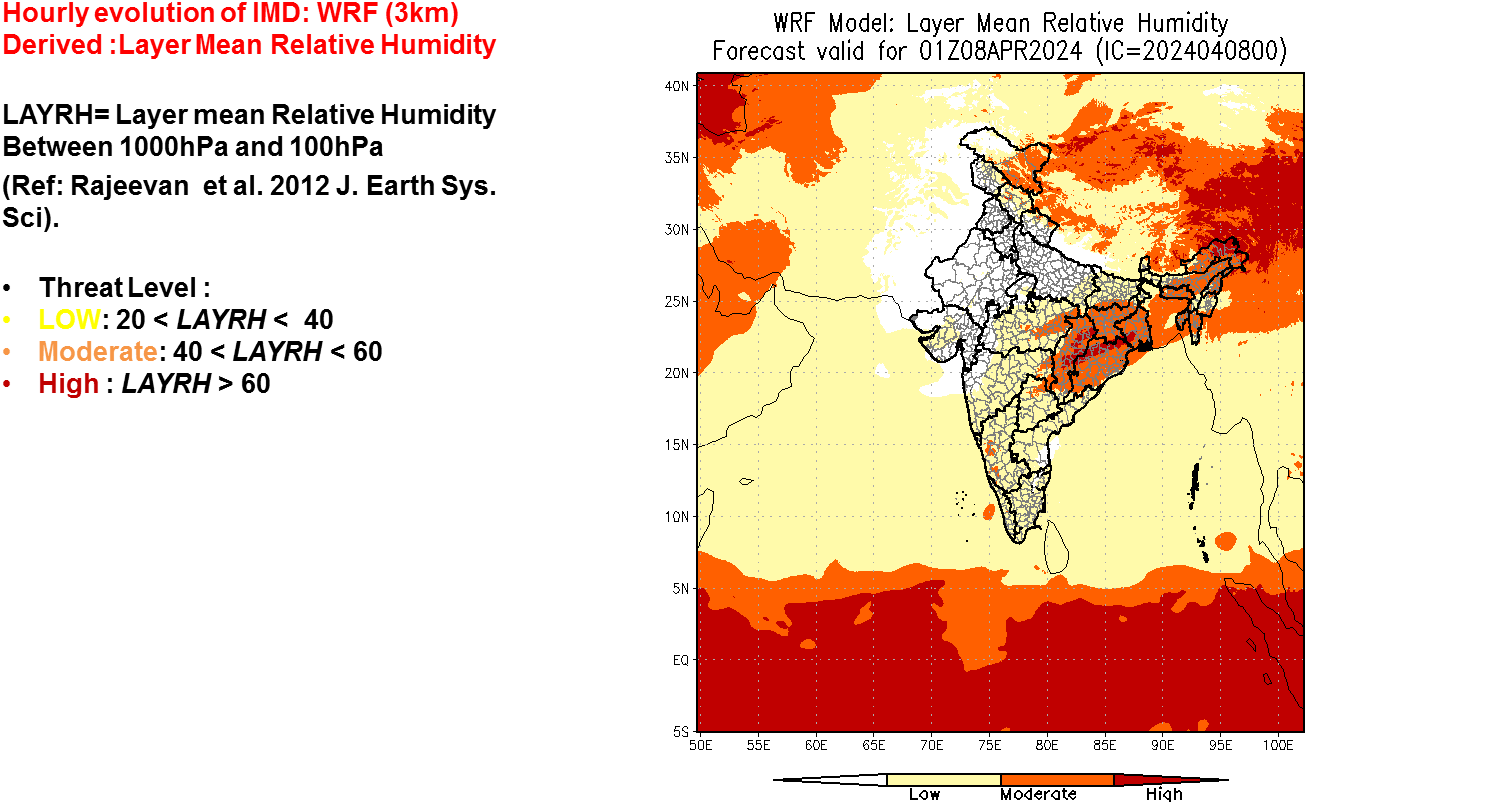 Hourly evolution of IMD: WRF (3km)
Derived :Layer Mean Relative Humidity
LAYRH= Layer mean Relative Humidity
Between 1000hPa and 100hPa
(Ref: Rajeevan et al. 2012 J. Earth Sys.
Sci).
• Threat Level :
• LOW: 20 < LAYRH < 40
• Moderate: 40 < LAYRH < 60
• High : LAYRH > 60
WRF Model: Layer Mean Relative Humidity
Forecast valid for 01Z08APR2024 (IC=2024040800)
40N
35N
30N
25N
20N
15N
10N
5N
EQ
5S
50E 55E 60E 65E 70E 75E 80E 85E 90E 95E 100E
Low Moderate High